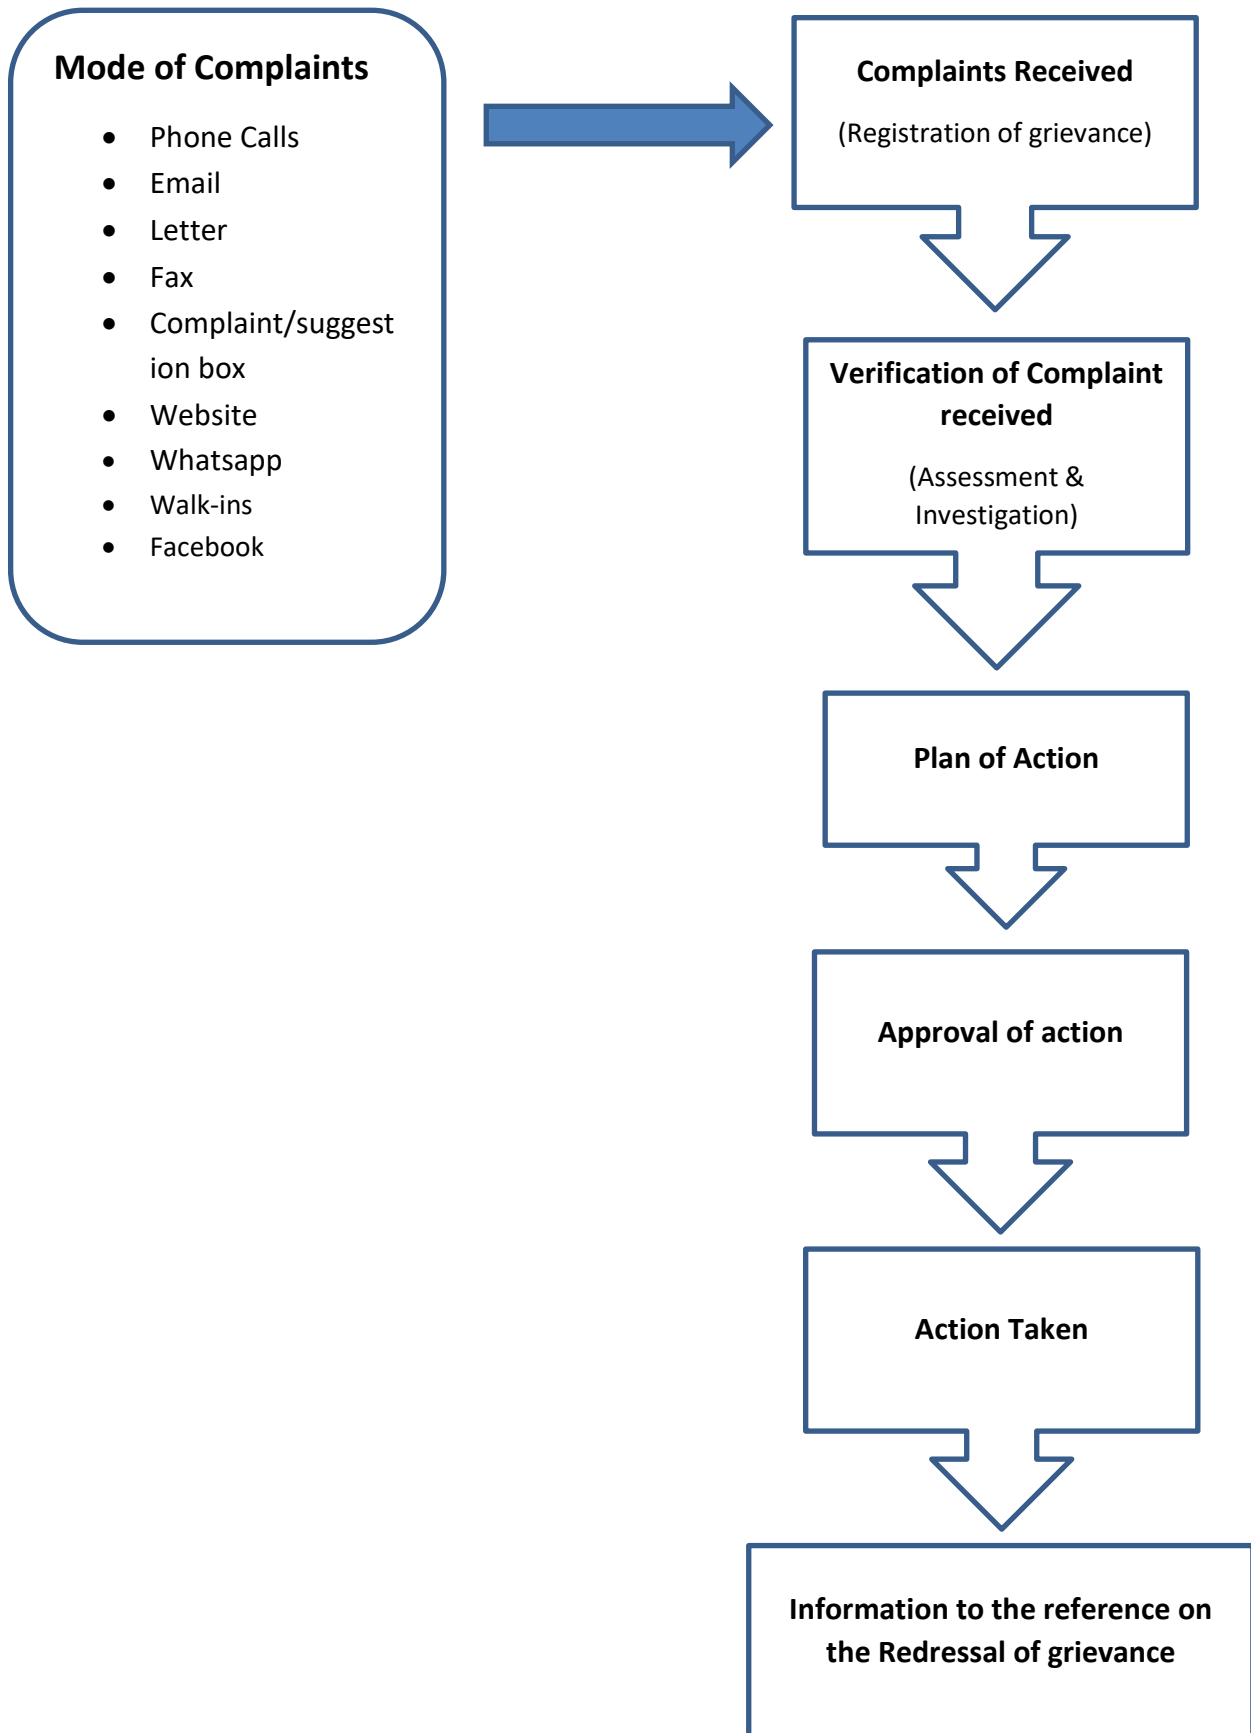 Mode of Complaints
• Phone Calls
• Email
• Letter
• Fax
• Complaint/suggest
ion box
• Website
• Whatsapp
• Walk-ins
• Facebook
Complaints Received
(Registration of grievance)
Verification of Complaint
received
(Assessment &
Investigation)
Plan of Action
Approval of action
Action Taken
Information to the reference on
the Redressal of grievance